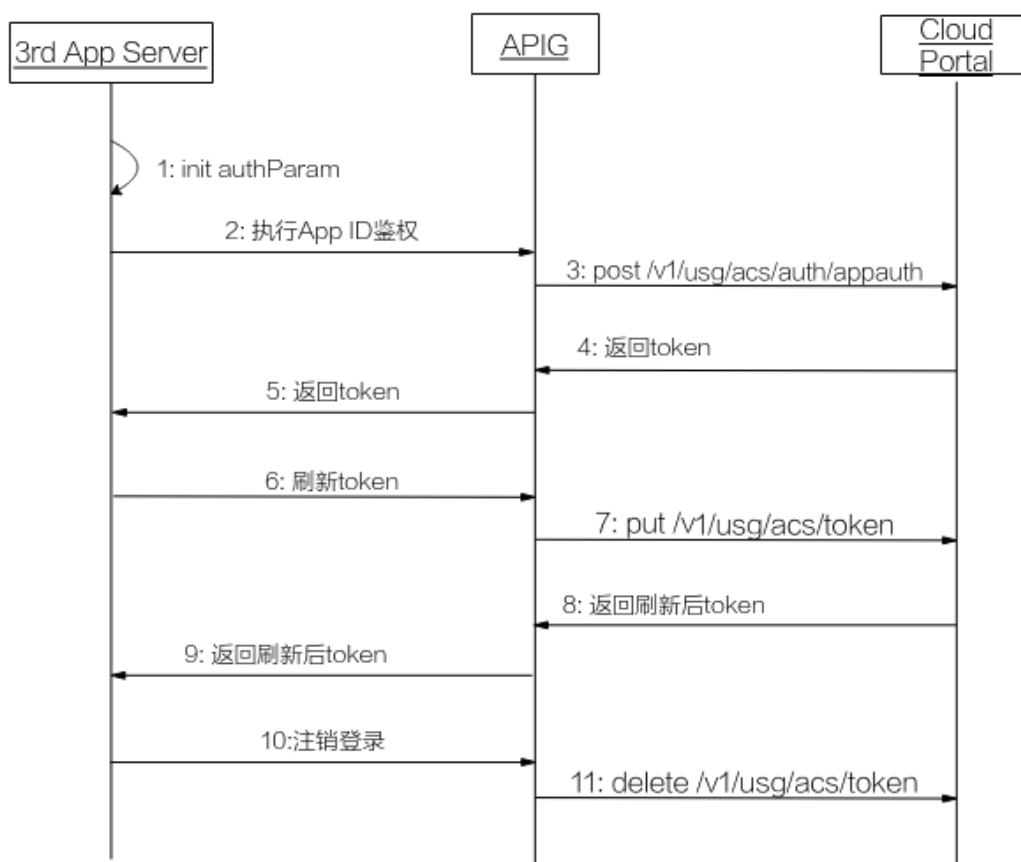 3rd App Server
APIG
Cloud
Portal
1: init authParam
2: 执行App ID鉴权
3: post /v1/usg/acs/auth/appauth
4: 返回token
5: 返回token
6: 刷新token
7: put /v1/usg/acs/token
8: 返回刷新后token
9: 返回刷新后token
10:注销登录
11: delete /v1/usg/acs/token